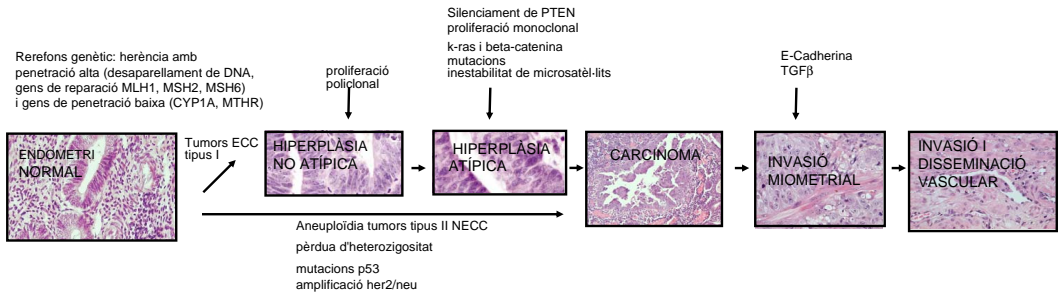 Rerefons genètic: herència amb
penetració alta (desaparellament de DNA,
gens de reparació MLH1, MSH2, MSH6)
i gens de penetració baixa (CYP1A, MTHR)
proliferació
policlonal
Silenciament de PTEN
proliferació monoclonal
k-ras i beta-catenina
mutacions
inestabilitat de microsatèl·lits
E-Cadherina
TGFβ
ENDOMETRI
NORMAL
Tumors ECC
tipus I
HIPERPLÀSIA
NO ATÍPICA
HIPERPLÀSIA
ATÍPICA
CARCINOMA
INVASIÓ
MIOMETRIAL
INVASIÓ I
DISSEMINACIÓ
VASCULAR
Aneuploïdia tumors tipus II NECC
pèrdua d'heterozigositat
mutacions p53
amplificació her2/neu